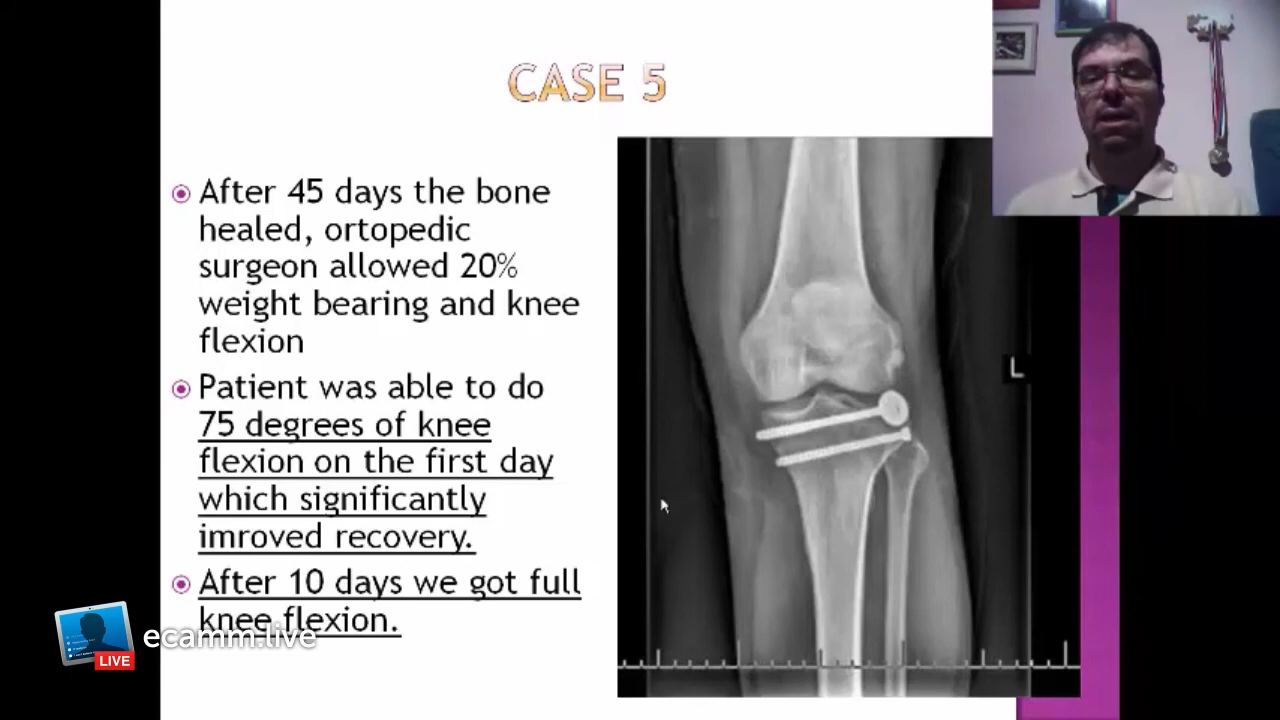 CASE 5
After 45 days the bone
healed, ortopedic
surgeon allowed 20%
weight bearing and knee
flexion
Patient was able to do
75 degrees of knee
flexion on the first day
which significantly
imroved recovery.
After 10 days we got full
knee flexion.
L
ecamm.live
LIVE